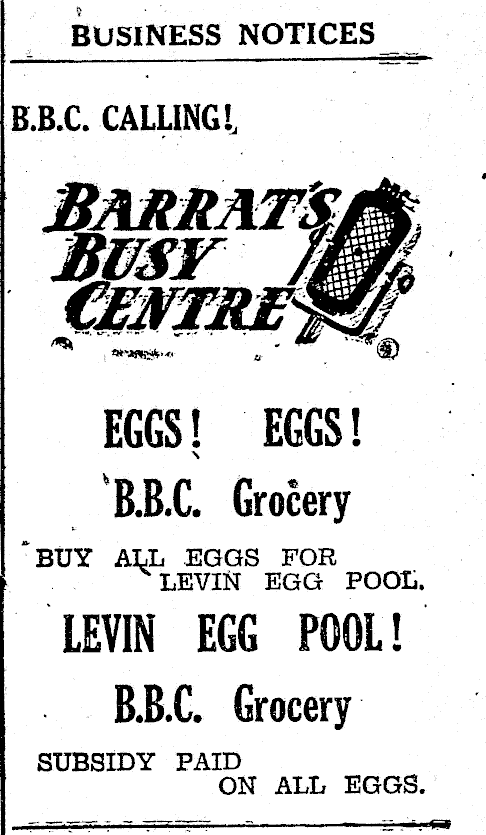 BUSINESS NOTICES
B.B.C. CALLING!
BARRAT'S
BUSY
CENTRE
EGGS! EGGS!
B.B.C. Grocery
BUY ALL EGGS FOR
LEVIN EGG POOL.
LEVIN EGG POOL!
B.B.C. Grocery
SUBSIDY PAID
ON ALL EGGS.